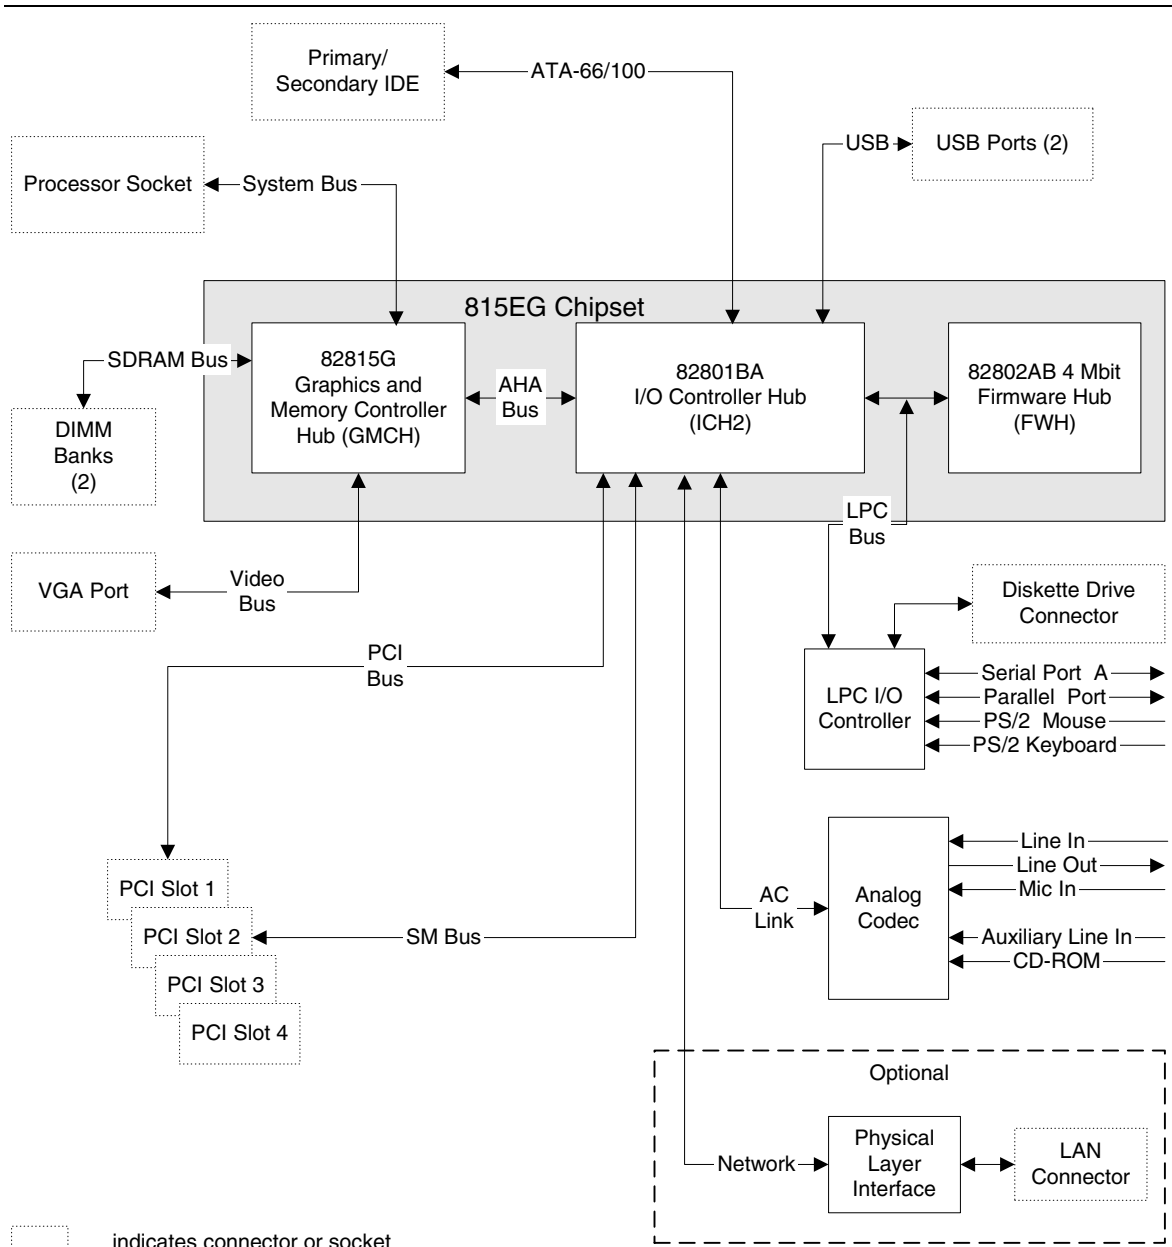 Primary/
Secondary IDE
ATA-66/100
USB
USB Ports (2)
Processor Socket
System Bus
815EG Chipset
SDRAM Bus
82815G
Graphics and
Memory Controller
Hub (GMCH)
AHA
Bus
82801BA
I/O Controller Hub
(ICH2)
82802AB 4 Mbit
Firmware Hub
(FWH)
DIMM
Banks
(2)
LPC
Bus
VGA Port
Video
Bus
Diskette Drive
Connector
PCI
Bus
LPC I/O
Controller
Serial Port A
Parallel Port
PS/2 Mouse
PS/2 Keyboard
PCI Slot 1
PCI Slot 2
PCI Slot 3
PCI Slot 4
SM Bus
AC
Link
Analog
Codec
Line In
Line Out
Mic In
Auxiliary Line In
CD-ROM
Optional
Network
Physical
Layer
Interface
LAN
Connector
indicates connector or socket